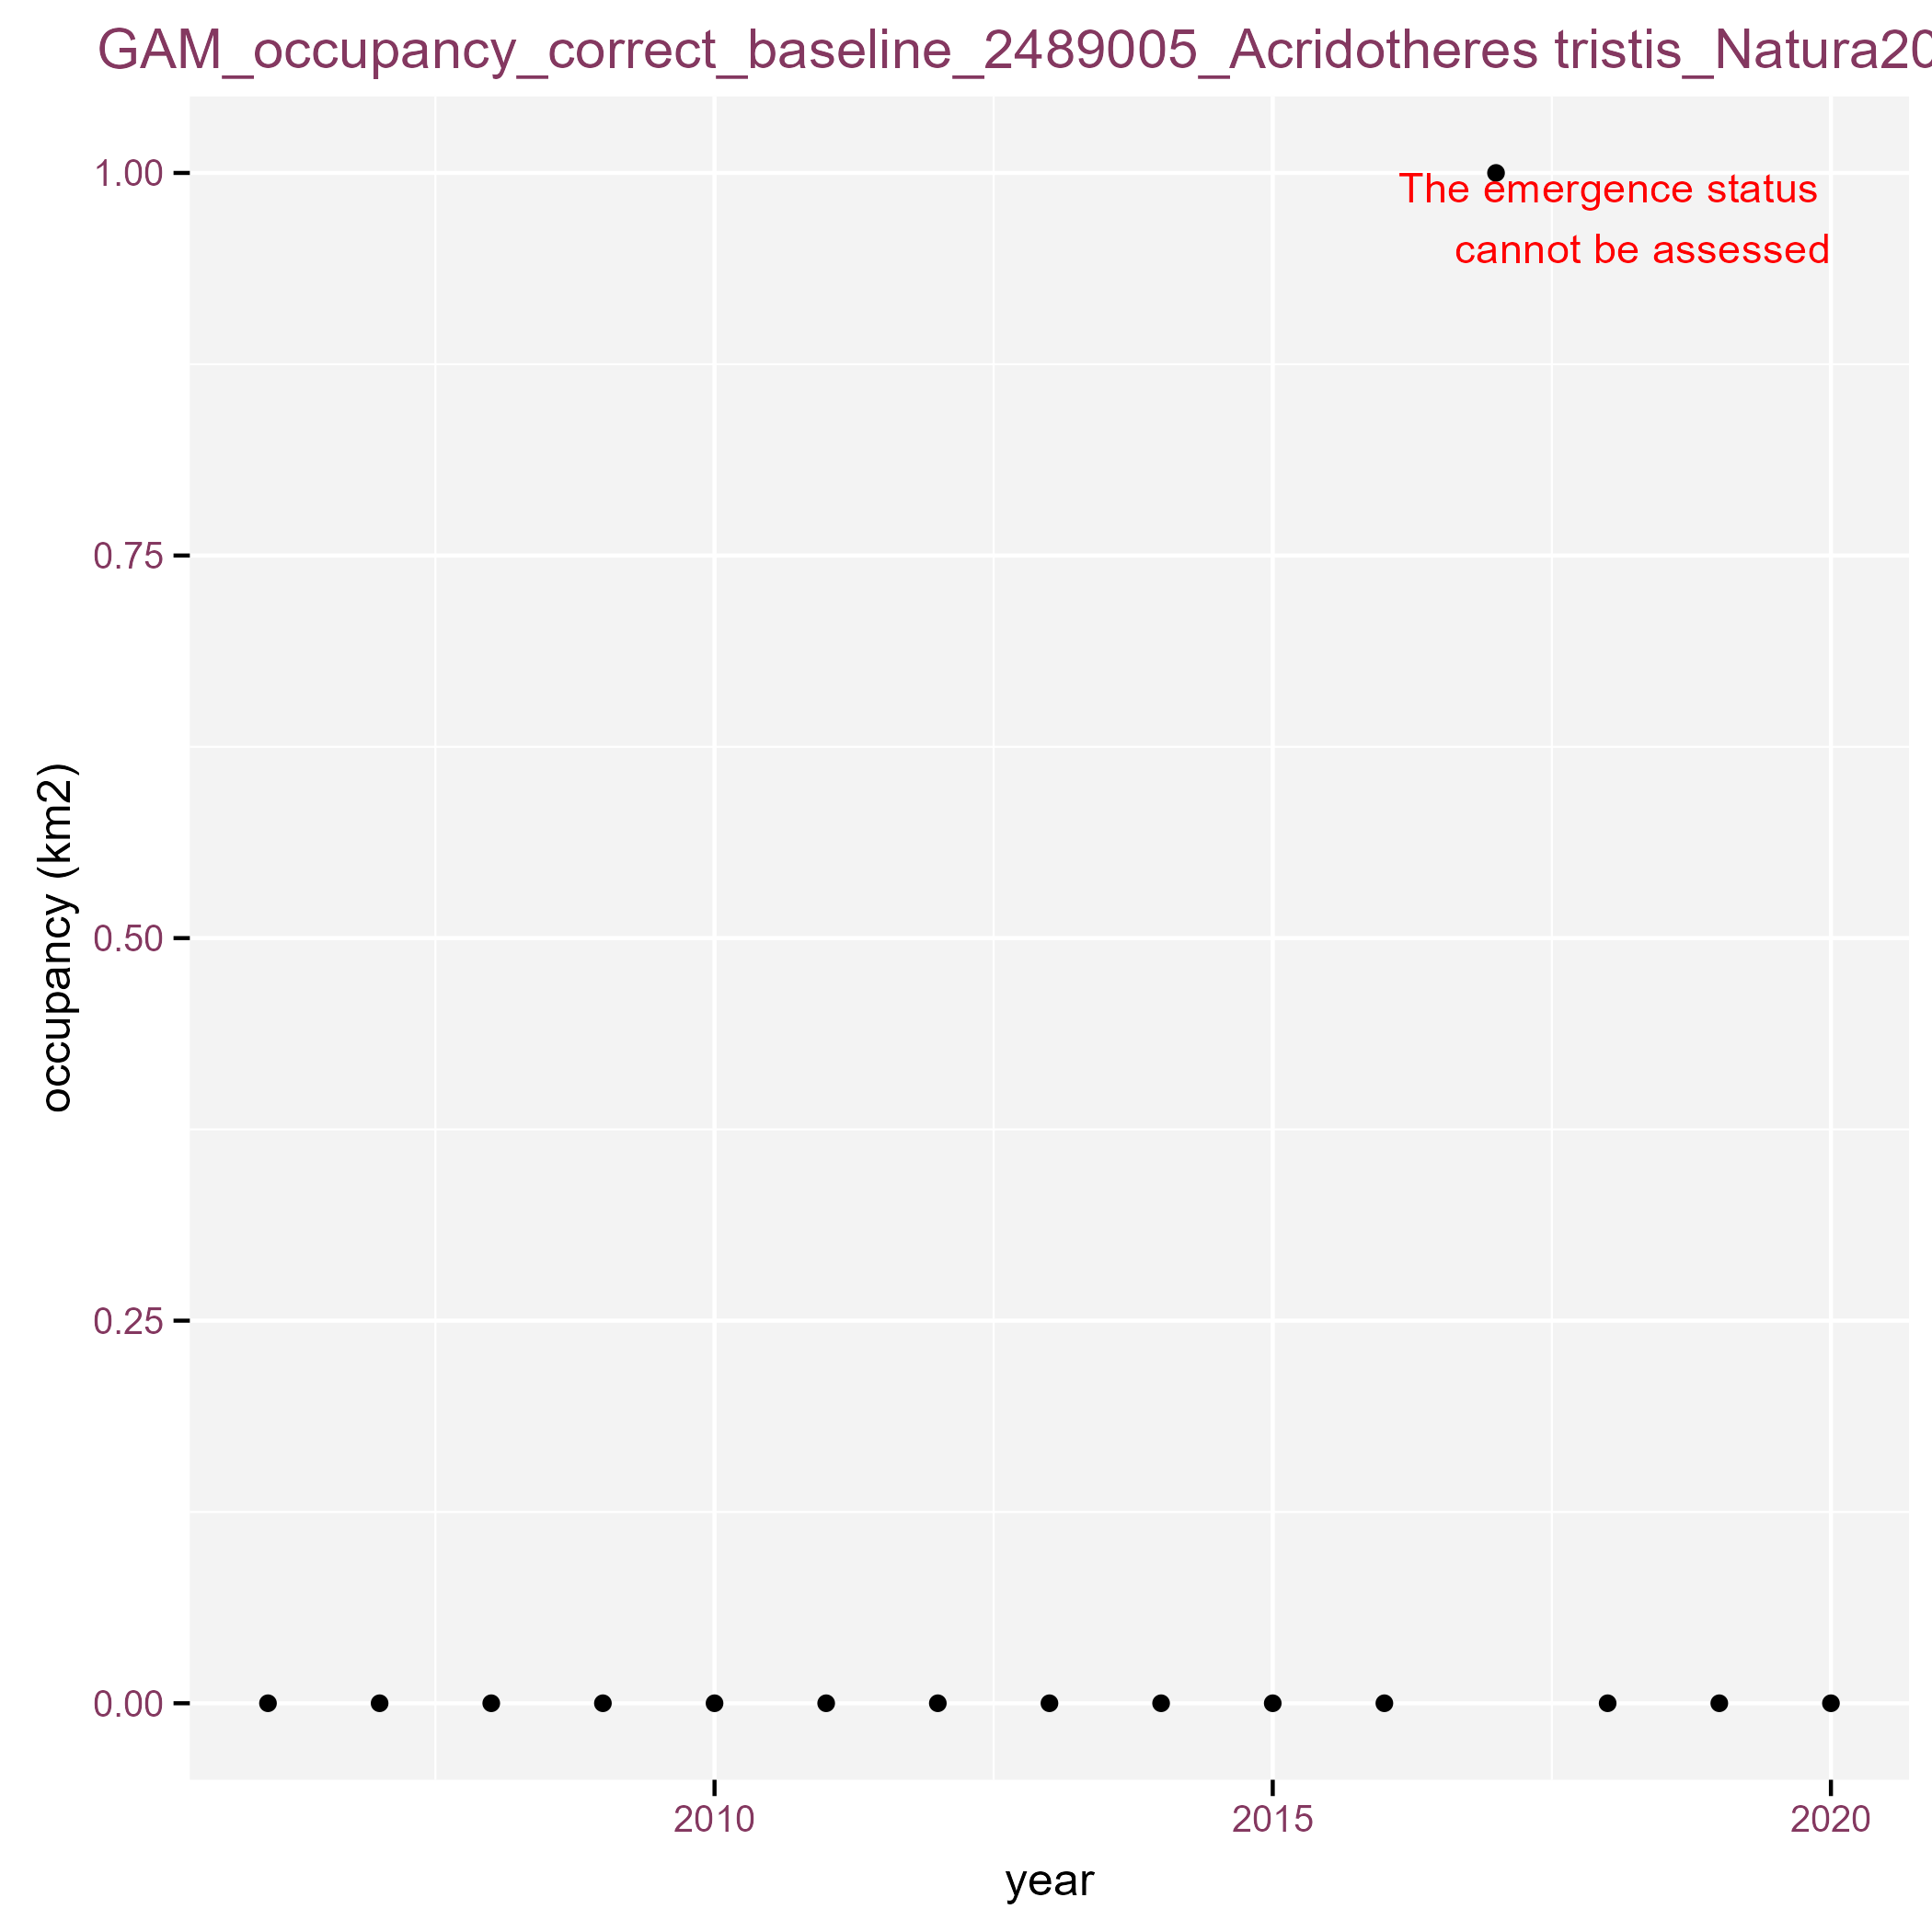 GAM_occupancy_correct_baseline_2489005_Acridotheres tristis_Natura20
1.00
The emergence status
cannot be assessed
0.75
occupancy (km2)
0.50
0.25
0.00
2010 2015 2020
year